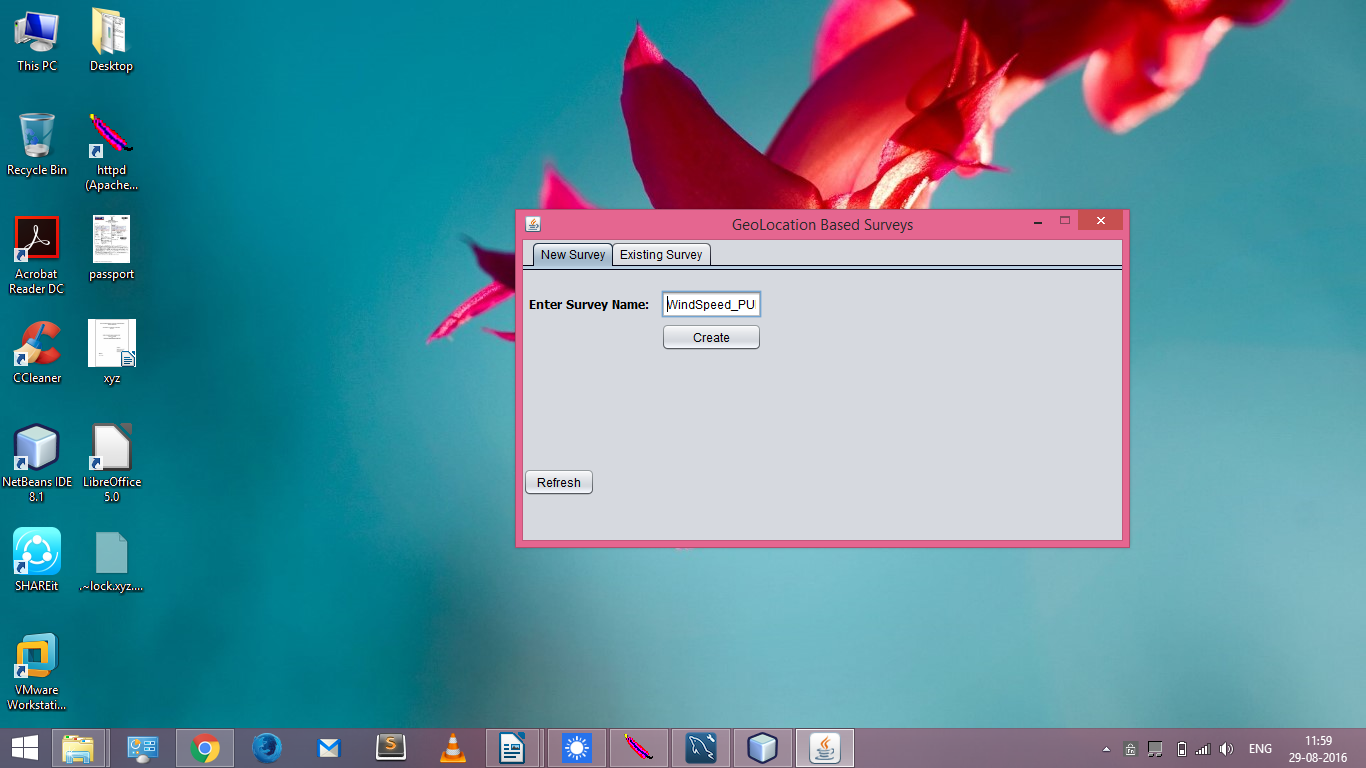 This PC
Desktop
Recycle Bin
httpd
(Apache...
Acrobat
Reader DC
passport
CCleaner
xyz
NetBeans IDE
8.1
LibreOffice
5.0
SHAREit
.~lock.xyz....
VMware
Workstati...
GeoLocation Based Surveys
New Survey
Existing Survey
Enter Survey Name:
WindSpeed_PU
Create
Refresh
ENG
11:59
29-08-2016